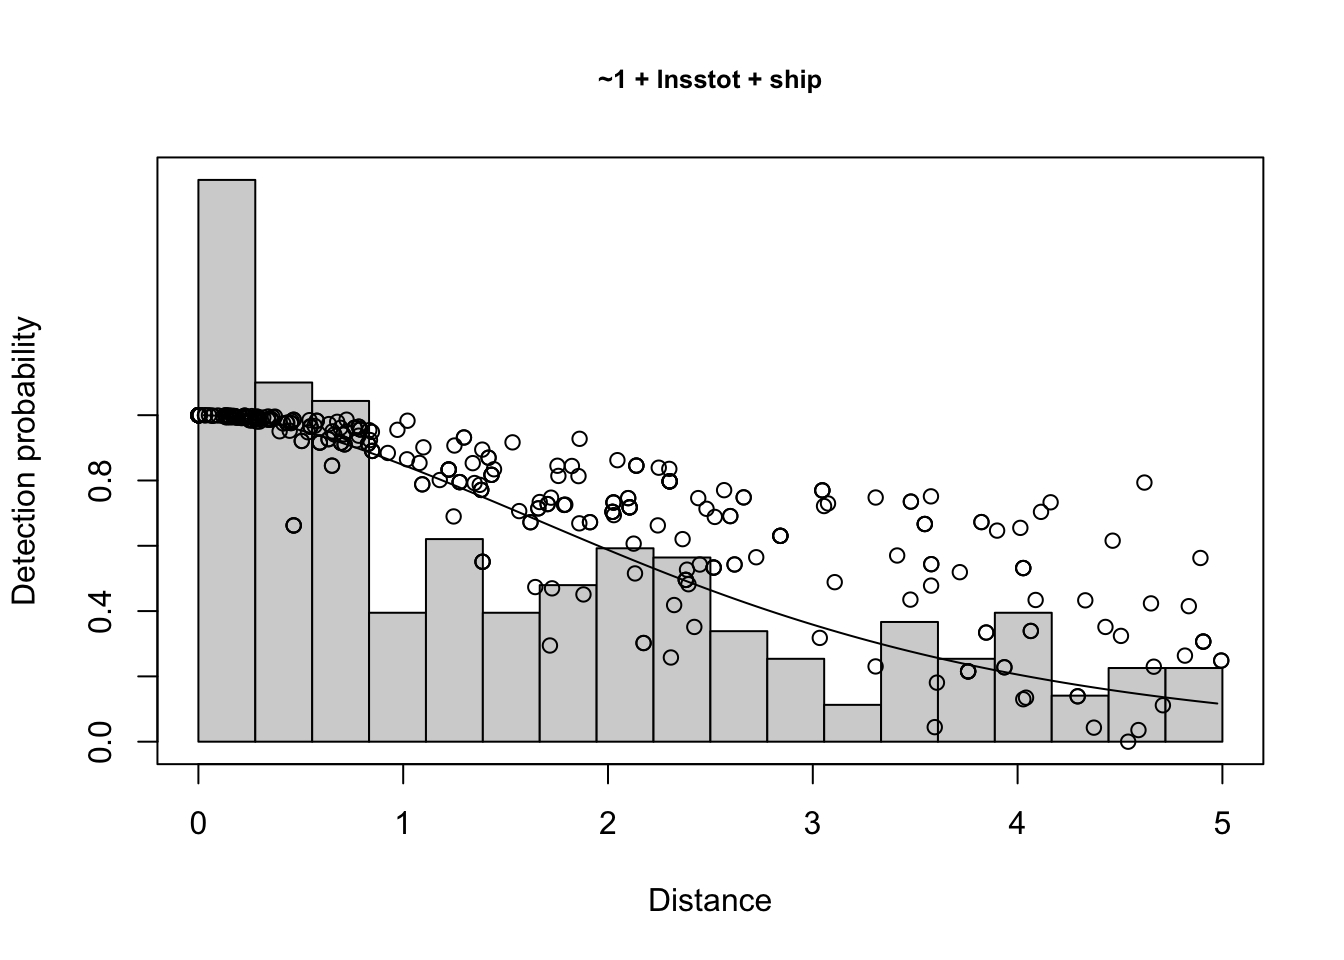 ~1 + lnsstot + ship
Detection probability
0.8
0.4
0.0
0 1 2 3 4 5
Distance